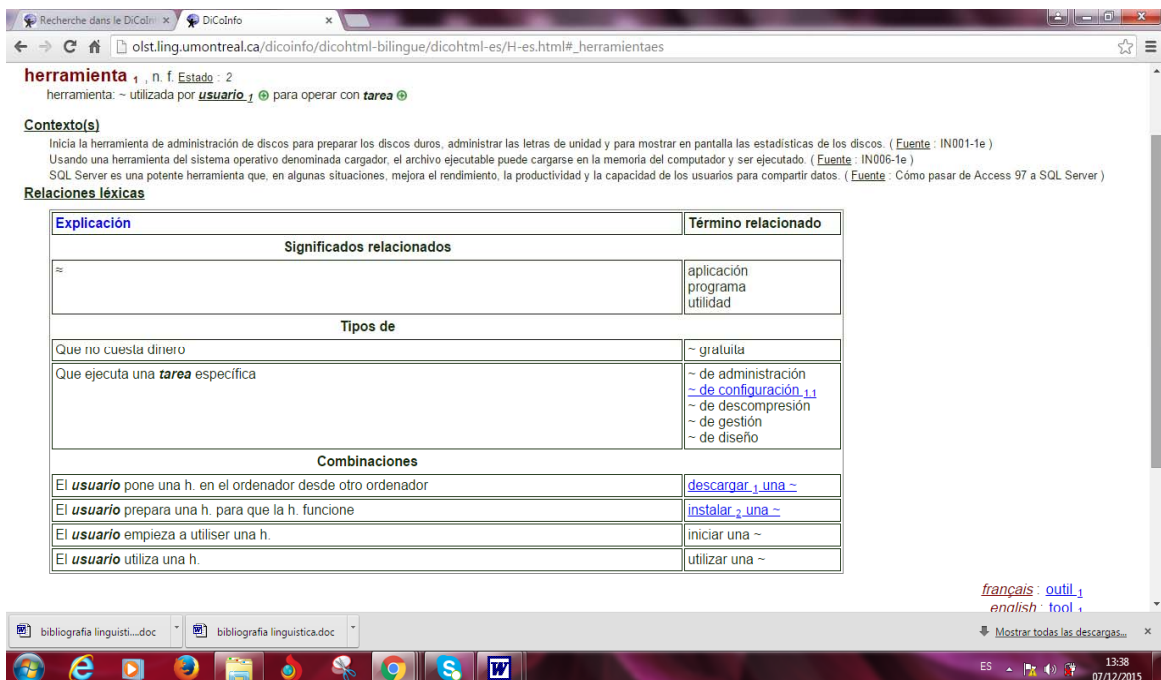 Recherche dans le DiCoIn × DiCoInfo ×
olst.ling.umontreal.ca/dicoinfo/dicohtml-bilingue/dicohtml-es/H-es.html#_herramientaes
herramienta 1 , n. f. Estado : 2
herramienta: ~ utilizada por usuario 1 para operar con tarea
Contexto(s)
Inicia la herramienta de administración de discos para preparar los discos duros, administrar las letras de unidad y para mostrar en pantalla las estadísticas de los discos. ( Fuente : IN001-1e )
Usando una herramienta del sistema operativo denominada cargador, el archivo ejecutable puede cargarse en la memoria del computador y ser ejecutado. ( Fuente : IN006-1e )
SQL Server es una potente herramienta que, en algunas situaciones, mejora el rendimiento, la productividad y la capacidad de los usuarios para compartir datos. ( Fuente : Cómo pasar de Access 97 a SQL Server )
Relaciones léxicas
Explicación Término relacionado
Significados relacionados
≈ aplicación
programa
utilidad
Tipos de
Que no cuesta dinero ~ gratuita
Que ejecuta una tarea específica ~ de administración
~ de configuración 1.1
~ de descompresión
~ de gestión
~ de diseño
Combinaciones
El usuario pone una h. en el ordenador desde otro ordenador descargar 1 una ~
El usuario prepara una h. para que la h. funcione instalar 2 una ~
El usuario empieza a utiliser una h. iniciar una ~
El usuario utiliza una h. utilizar una ~
français : outil 1
english : tool 1
bibliografia linguisti....doc bibliografia linguistica.doc Mostrar todas las descargas...
ES 13:38
07/12/2015